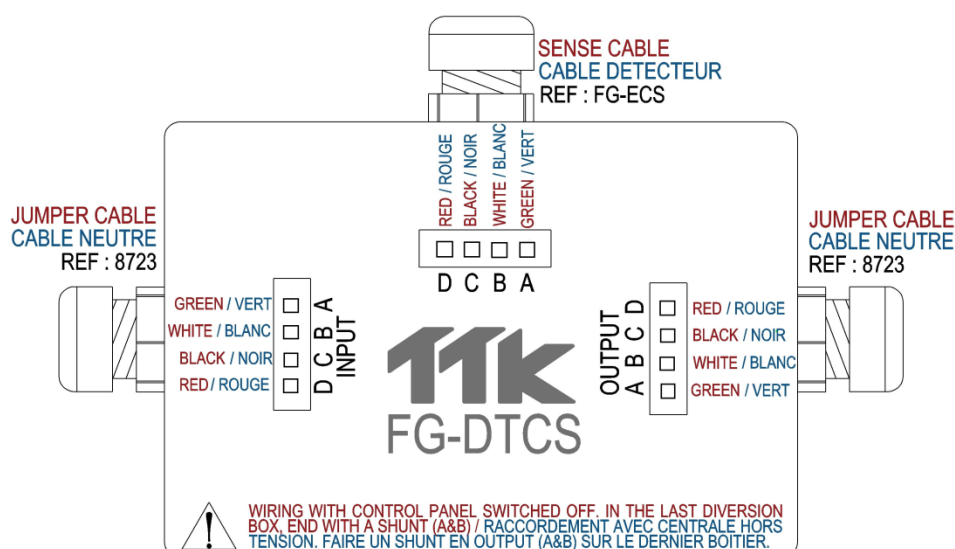 SENSE CABLE
CABLE DETECTEUR
REF : FG-ECS
RED / ROUGE
BLACK / NOIR
WHITE / BLANC
GREEN / VERT
D C B A
JUMPER CABLE
CABLE NEUTRE
REF : 8723
GREEN / VERT
WHITE / BLANC
BLACK / NOIR
RED / ROUGE
A
B
C
D
INPUT
TTK
FG-DTCS
OUTPUT
D
C
B
A
RED / ROUGE
BLACK / NOIR
WHITE / BLANC
GREEN / VERT
JUMPER CABLE
CABLE NEUTRE
REF : 8723
!
WIRING WITH CONTROL PANEL SWITCHED OFF. IN THE LAST DIVERSION
BOX, END WITH A SHUNT (A&B) / RACCORDEMENT AVEC CENTRALE HORS
TENSION. FAIRE UN SHUNT EN OUTPUT (A&B) SUR LE DERNIER BOITIER.